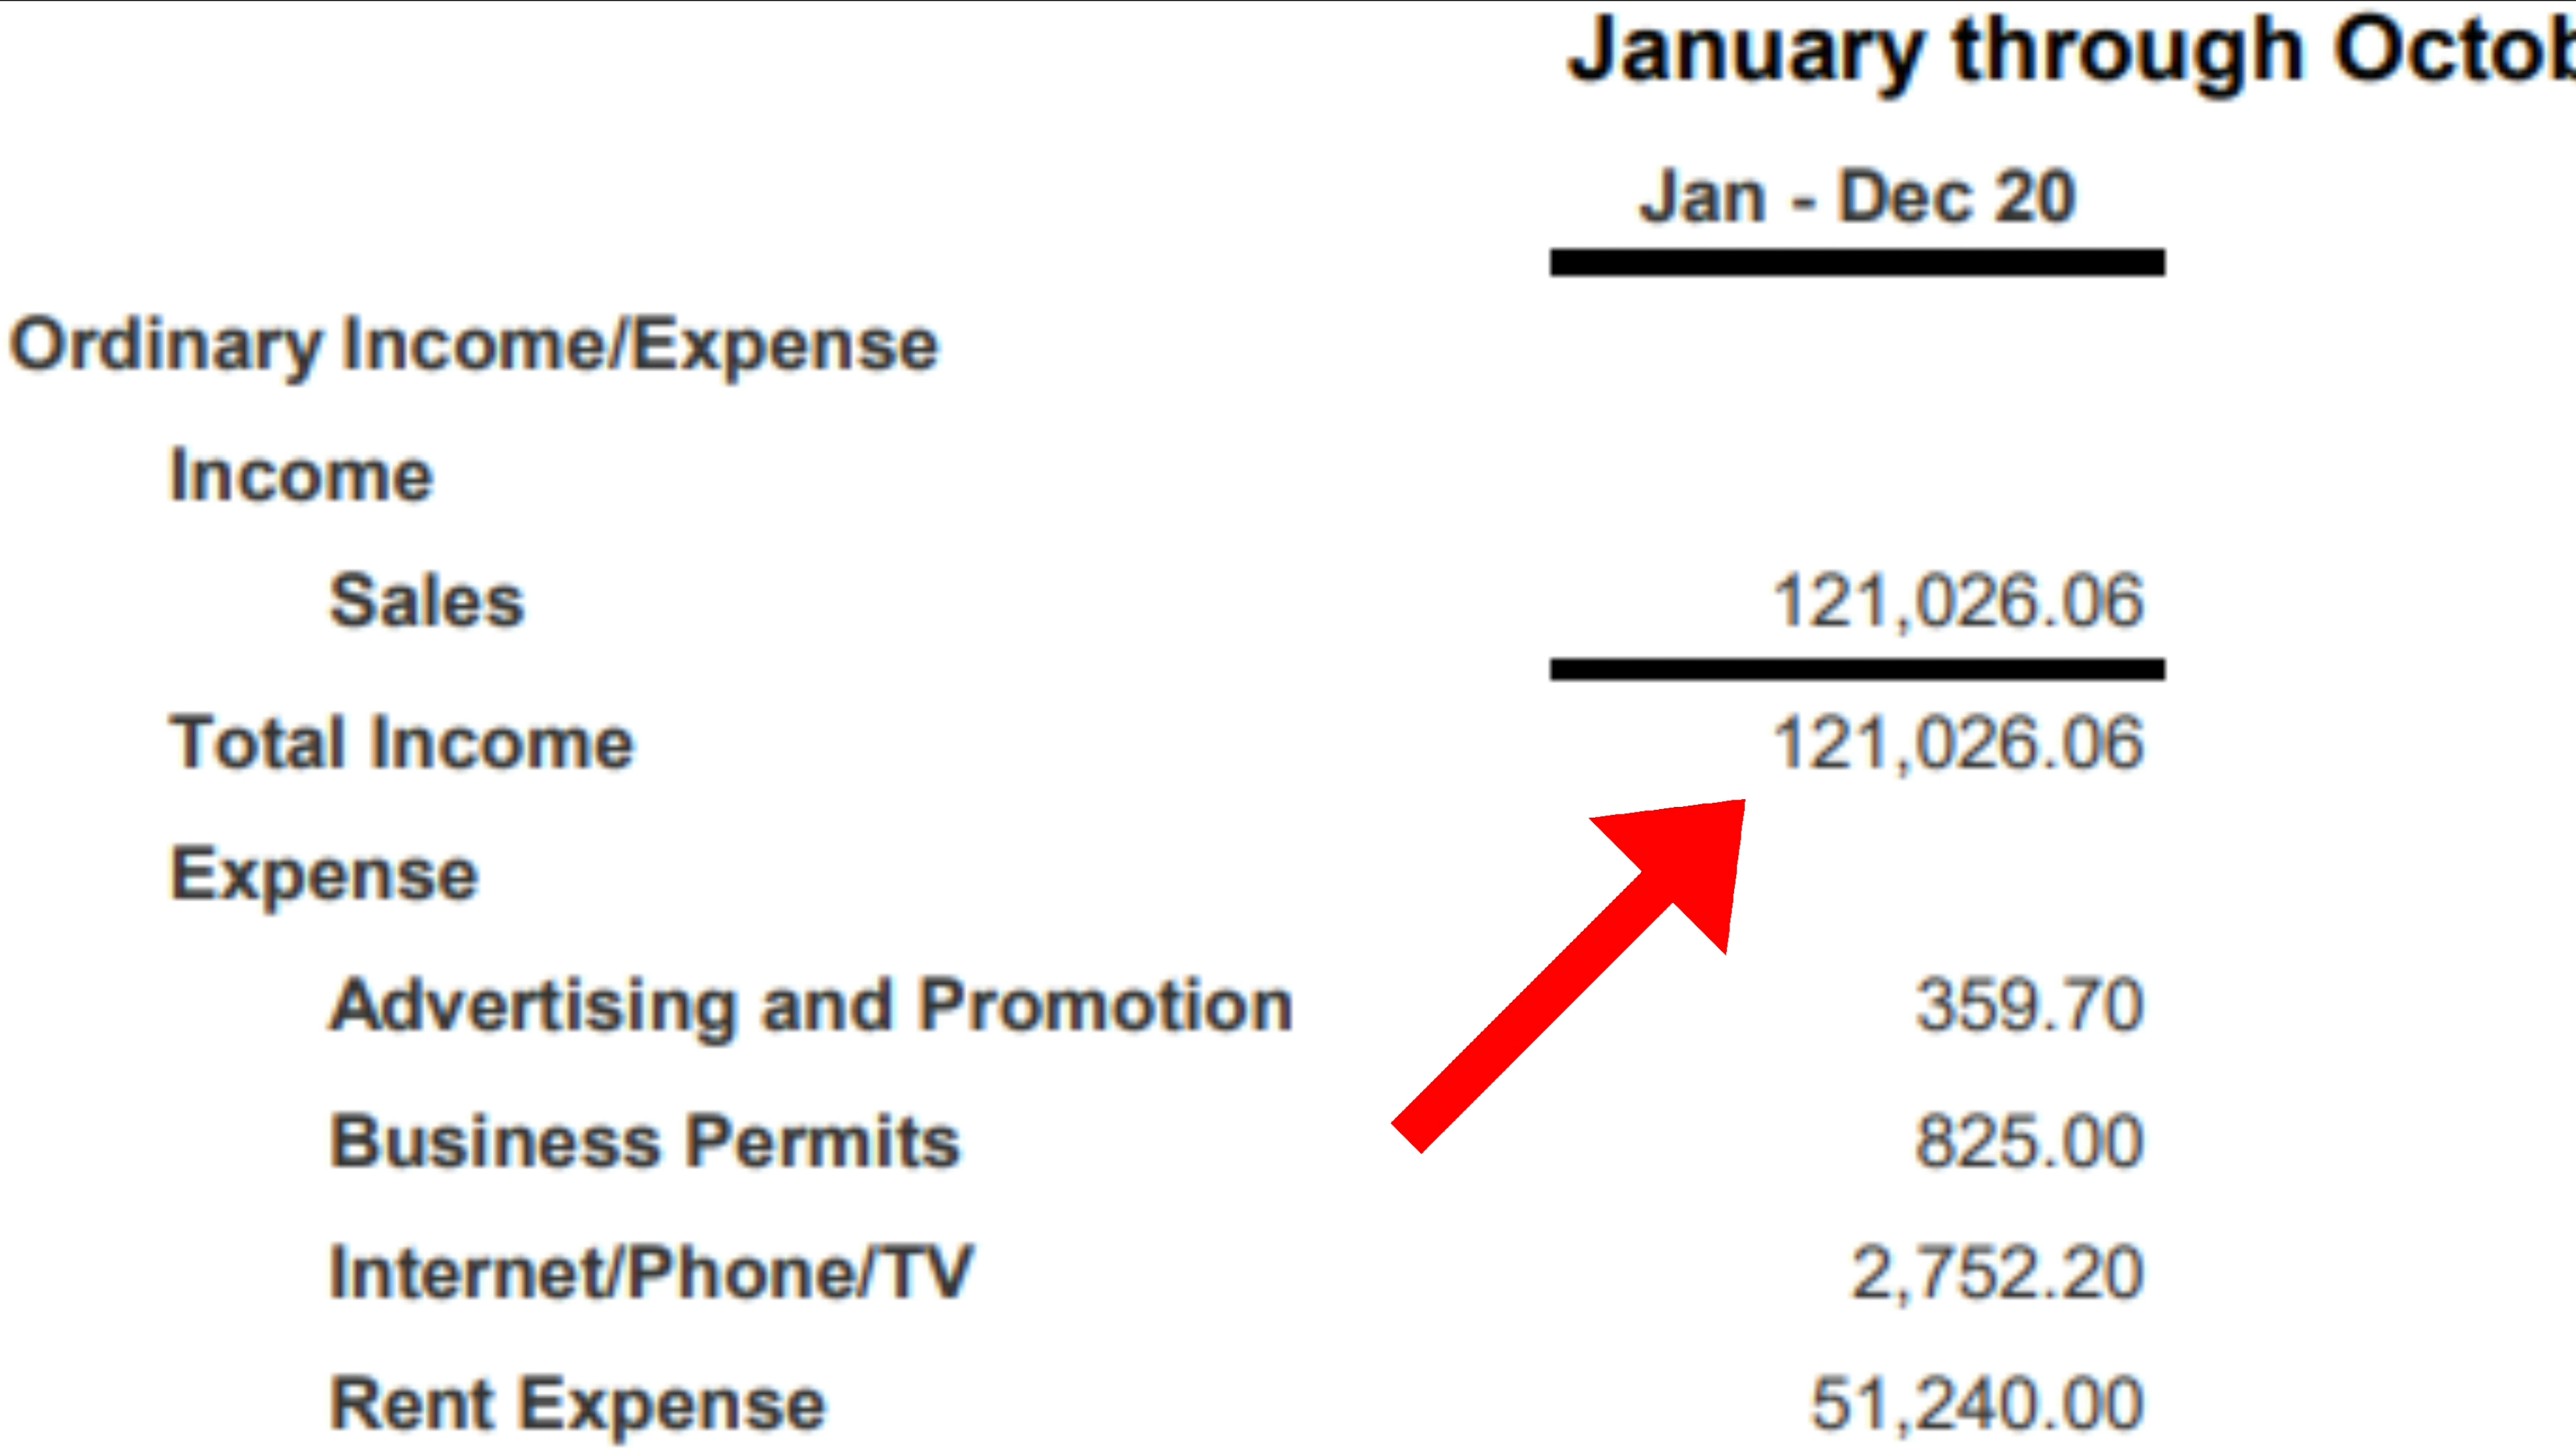 January through Octob
Jan - Dec 20
Ordinary Income/Expense
Income
Sales 121,026.06
Total Income 121,026.06
Expense
Advertising and Promotion 359.70
Business Permits 825.00
Internet/Phone/TV 2,752.20
Rent Expense 51,240.00